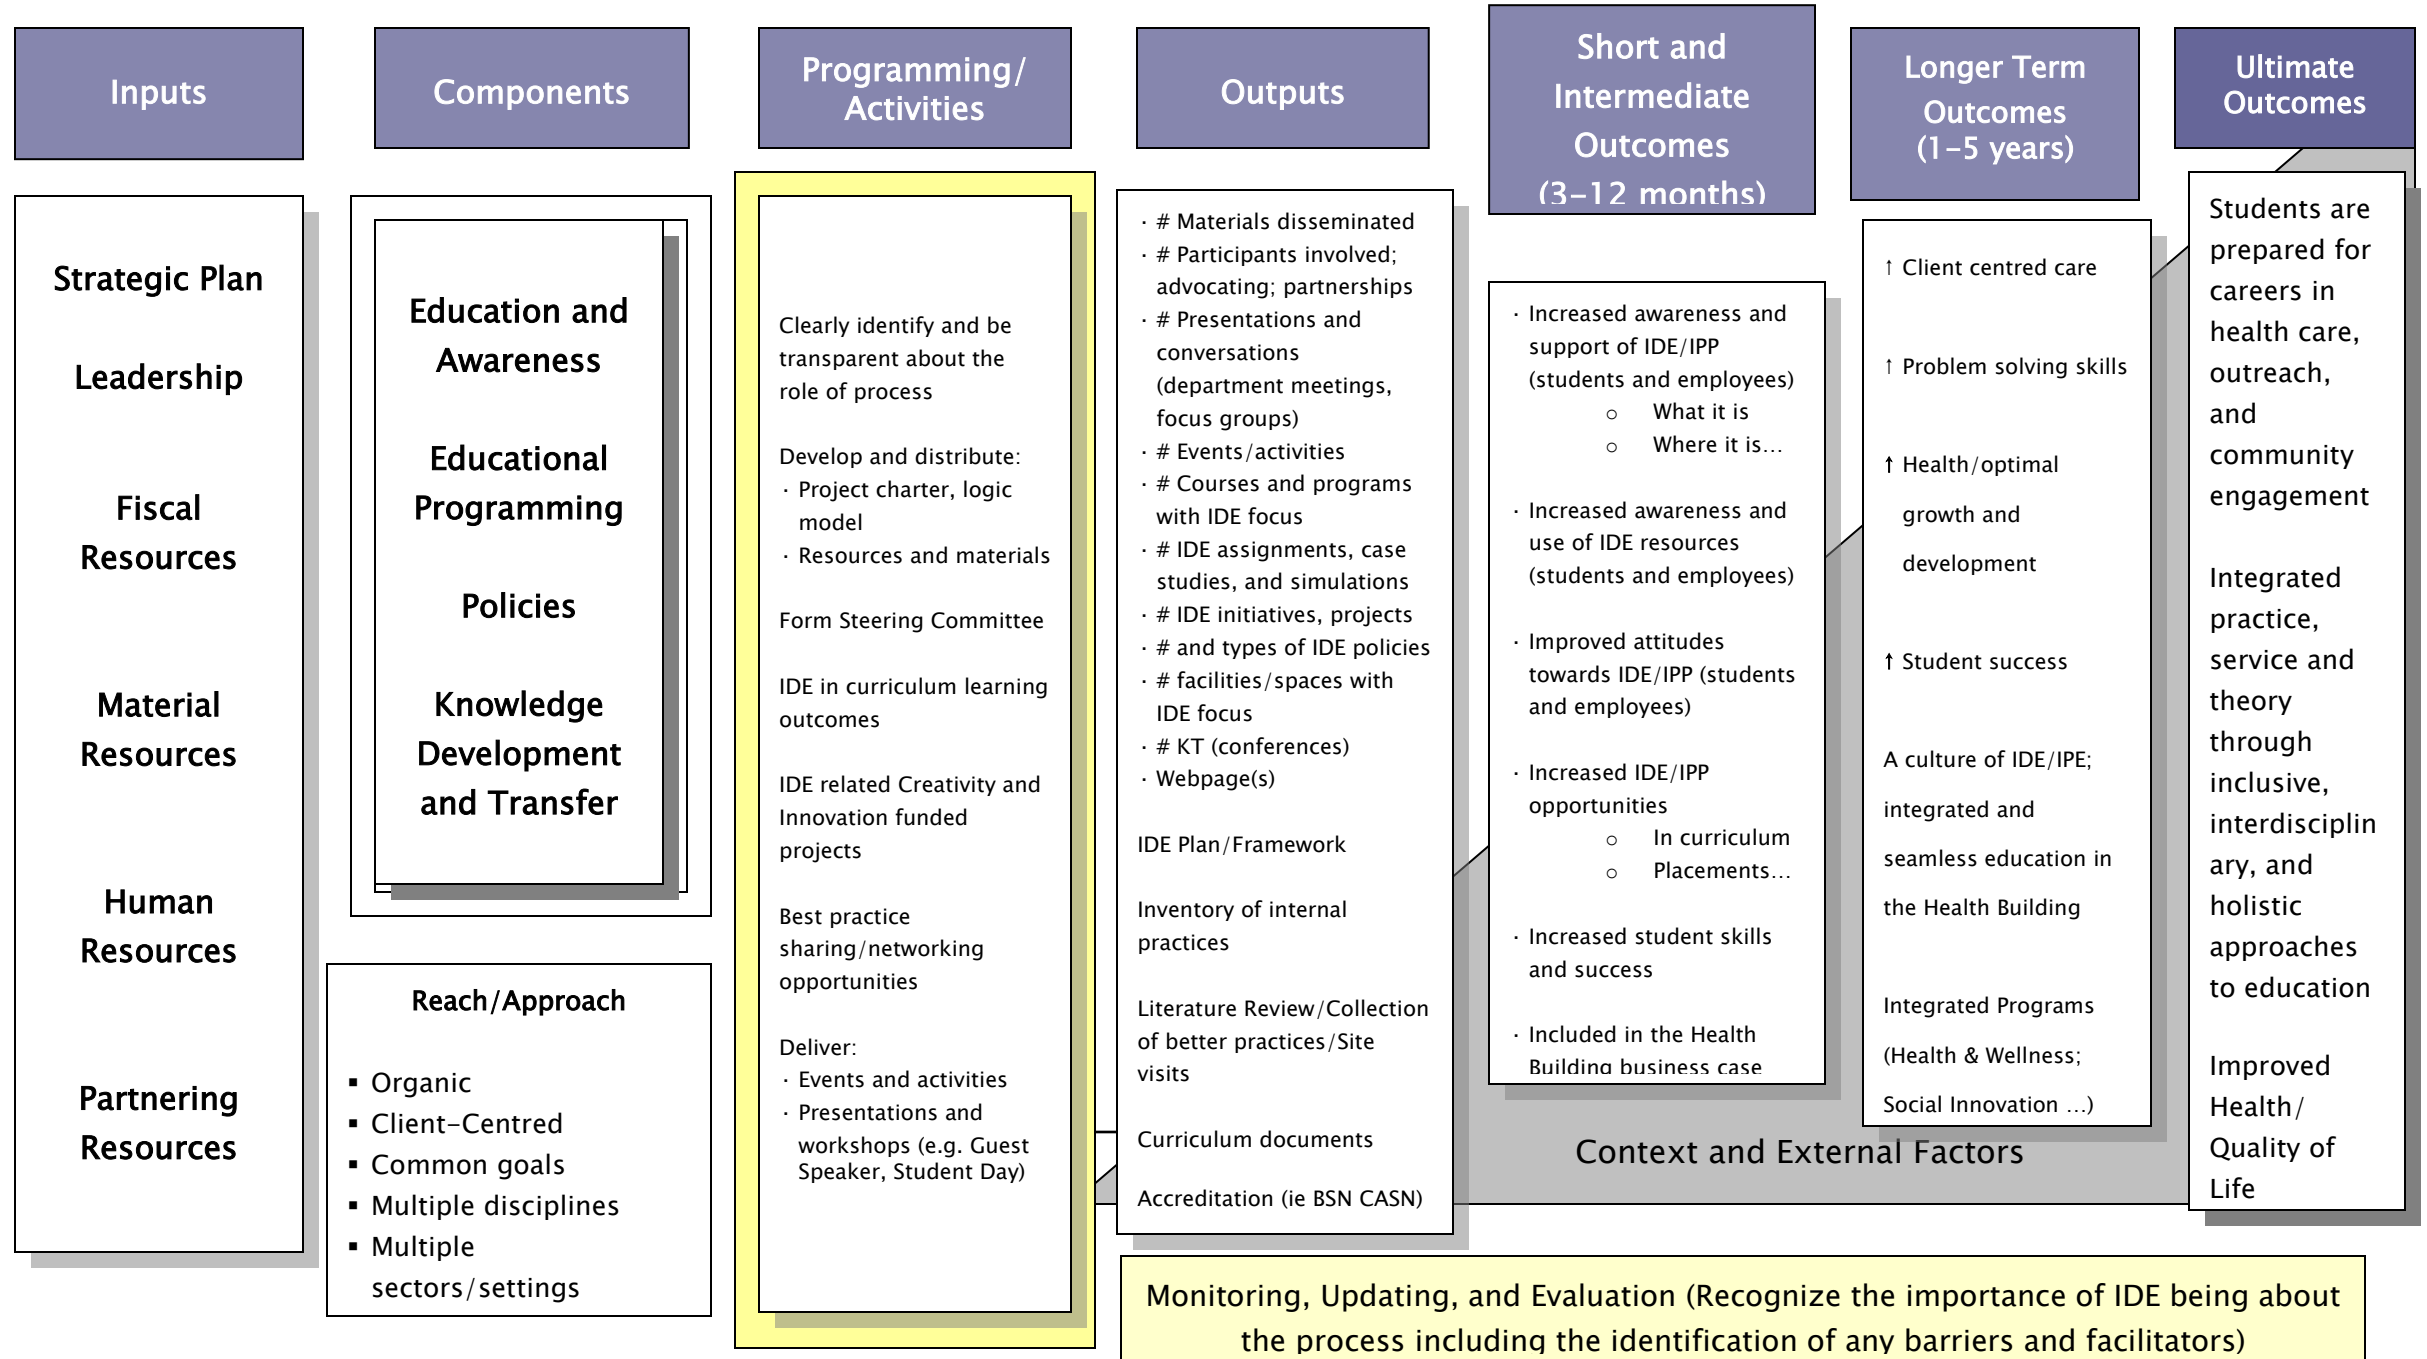 Inputs
Components
Programming/
Activities
Outputs
Short and
Intermediate
Outcomes
(3-12 months)
Longer Term
Outcomes
(1-5 years)
Ultimate
Outcomes
Strategic Plan
Leadership
Fiscal
Resources
Material
Resources
Human
Resources
Partnering
Resources
Education and
Awareness
Educational
Programming
Policies
Knowledge
Development
and Transfer
Reach/Approach
▪ Organic
▪ Client-Centred
▪ Common goals
▪ Multiple disciplines
▪ Multiple
sectors/settings
Clearly identify and be
transparent about the
role of process
Develop and distribute:
· Project charter, logic
model
· Resources and materials
Form Steering Committee
IDE in curriculum learning
outcomes
IDE related Creativity and
Innovation funded
projects
Best practice
sharing/networking
opportunities
Deliver:
· Events and activities
· Presentations and
workshops (e.g. Guest
Speaker, Student Day)
· # Materials disseminated
· # Participants involved;
advocating; partnerships
· # Presentations and
conversations
(department meetings,
focus groups)
· # Events/activities
· # Courses and programs
with IDE focus
· # IDE assignments, case
studies, and simulations
· # IDE initiatives, projects
· # and types of IDE policies
· # facilities/spaces with
IDE focus
· # KT (conferences)
· Webpage(s)
IDE Plan/Framework
Inventory of internal
practices
Literature Review/Collection
of better practices/Site
visits
Curriculum documents
Accreditation (ie BSN CASN)
· Increased awareness and
support of IDE/IPP
(students and employees)
o What it is
o Where it is…
· Increased awareness and
use of IDE resources
(students and employees)
· Improved attitudes
towards IDE/IPP (students
and employees)
· Increased IDE/IPP
opportunities
o In curriculum
o Placements…
· Increased student skills
and success
· Included in the Health
Building business case
↑ Client centred care
↑ Problem solving skills
↑ Health/optimal
growth and
development
↑ Student success
A culture of IDE/IPE;
integrated and
seamless education in
the Health Building
Integrated Programs
(Health & Wellness;
Social Innovation …)
Students are
prepared for
careers in
health care,
outreach,
and
community
engagement
Integrated
practice,
service and
theory
through
inclusive,
interdisciplin
ary, and
holistic
approaches
to education
Improved
Health/
Quality of
Life
Context and External Factors
Monitoring, Updating, and Evaluation (Recognize the importance of IDE being about
the process including the identification of any barriers and facilitators)